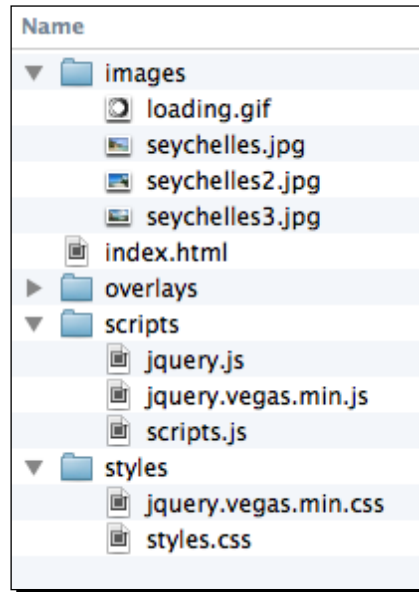 Name
images
loading.gif
seychelles.jpg
seychelles2.jpg
seychelles3.jpg
index.html
overlays
scripts
jquery.js
jquery.vegas.min.js
scripts.js
styles
jquery.vegas.min.css
styles.css